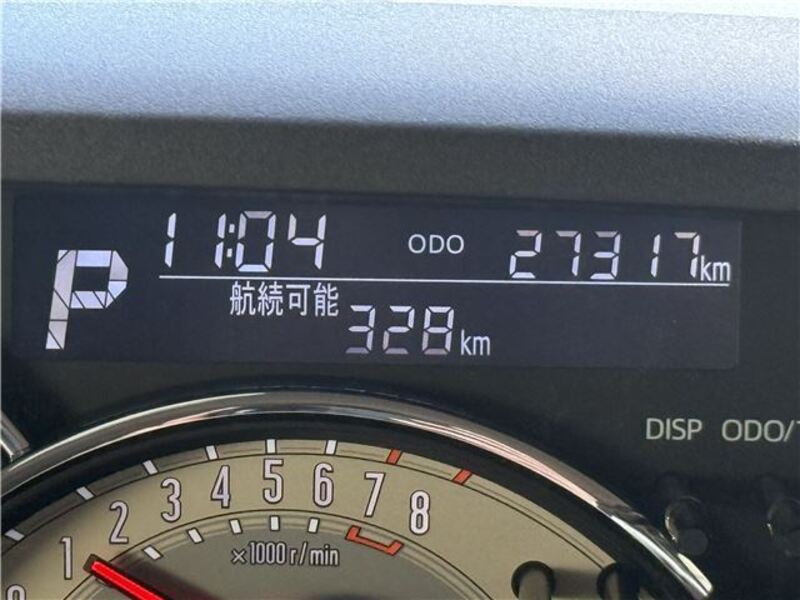 P 11:04 ODO 27317km
航続可能 328km
DISP ODO/
1 2 3 4 5 6 7 8
×1000r/min